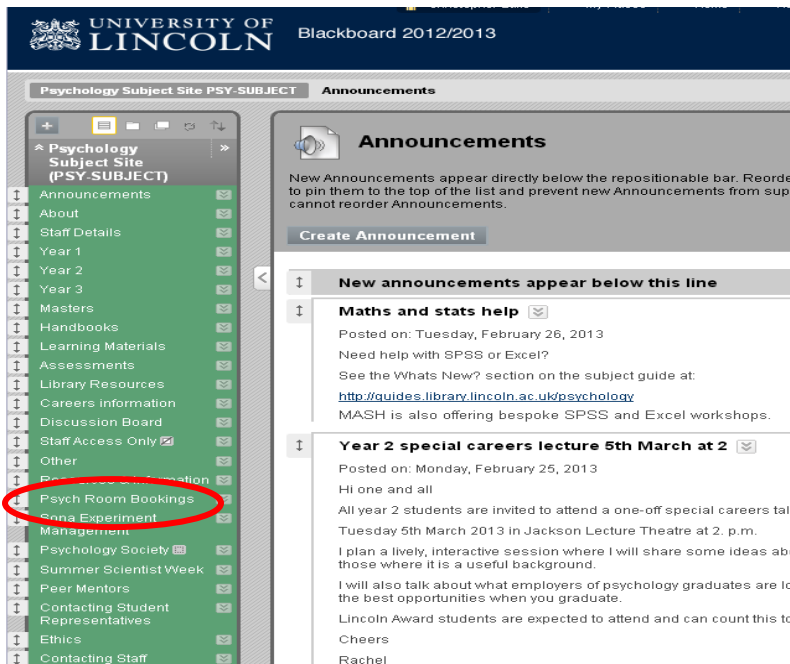 UNIVERSITY OF
LINCOLN
Blackboard 2012/2013
Psychology Subject Site PSY-SUBJECT
Announcements
Psychology
Subject Site
(PSY-SUBJECT)
Announcements
About
Staff Details
Year 1
Year 2
Year 3
Masters
Handbooks
Learning Materials
Assessments
Library Resources
Careers information
Discussion Board
Staff Access Only
Other
Psych Room Bookings
Sona Experiment
Management
Psychology Society
Summer Scientist Week
Peer Mentors
Contacting Student
Representatives
Ethics
Contacting Staff
Announcements
New Announcements appear directly below the repositionable bar. Reorde
to pin them to the top of the list and prevent new Announcements from sup
cannot reorder Announcements.
Create Announcement
New announcements appear below this line
Maths and stats help
Posted on: Tuesday, February 26, 2013
Need help with SPSS or Excel?
See the Whats New? section on the subject guide at:
http://guides.library.lincoln.ac.uk/psychology
MASH is also offering bespoke SPSS and Excel workshops.
Year 2 special careers lecture 5th March at 2
Posted on: Monday, February 25, 2013
Hi one and all
All year 2 students are invited to attend a one-off special careers tal
Tuesday 5th March 2013 in Jackson Lecture Theatre at 2. p.m.
I plan a lively, interactive session where I will share some ideas ab
those where it is a useful background.
I will also talk about what employers of psychology graduates are lo
the best opportunities when you graduate.
Lincoln Award students are expected to attend and can count this to
Cheers
Rachel